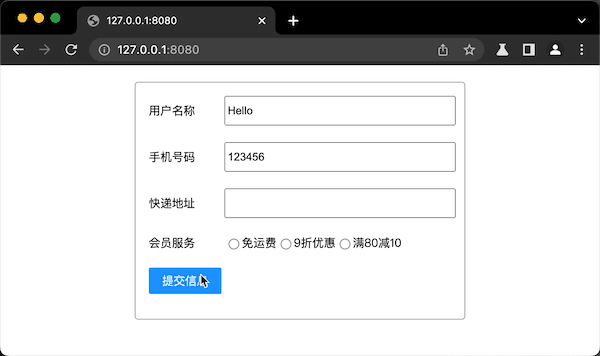 127.0.0.1:8080
127.0.0.1:8080
用户名称 Hello
手机号码 123456
快递地址
会员服务 免运费 9折优惠 满80减10
提交信息